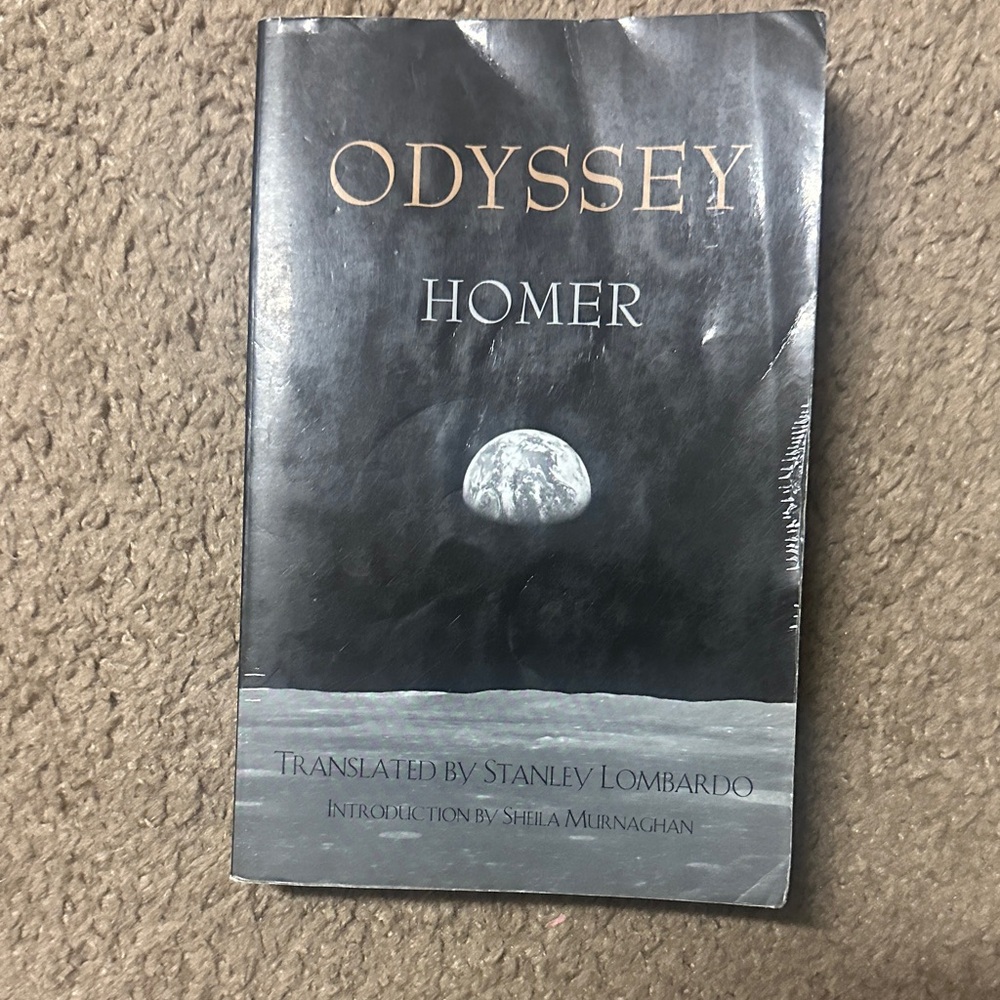 ODYSSEY
HOMER
TRANSLATED BY STANLEY LOMBARDO
INTRODUCTION BY SHEILA MURNAGHAN